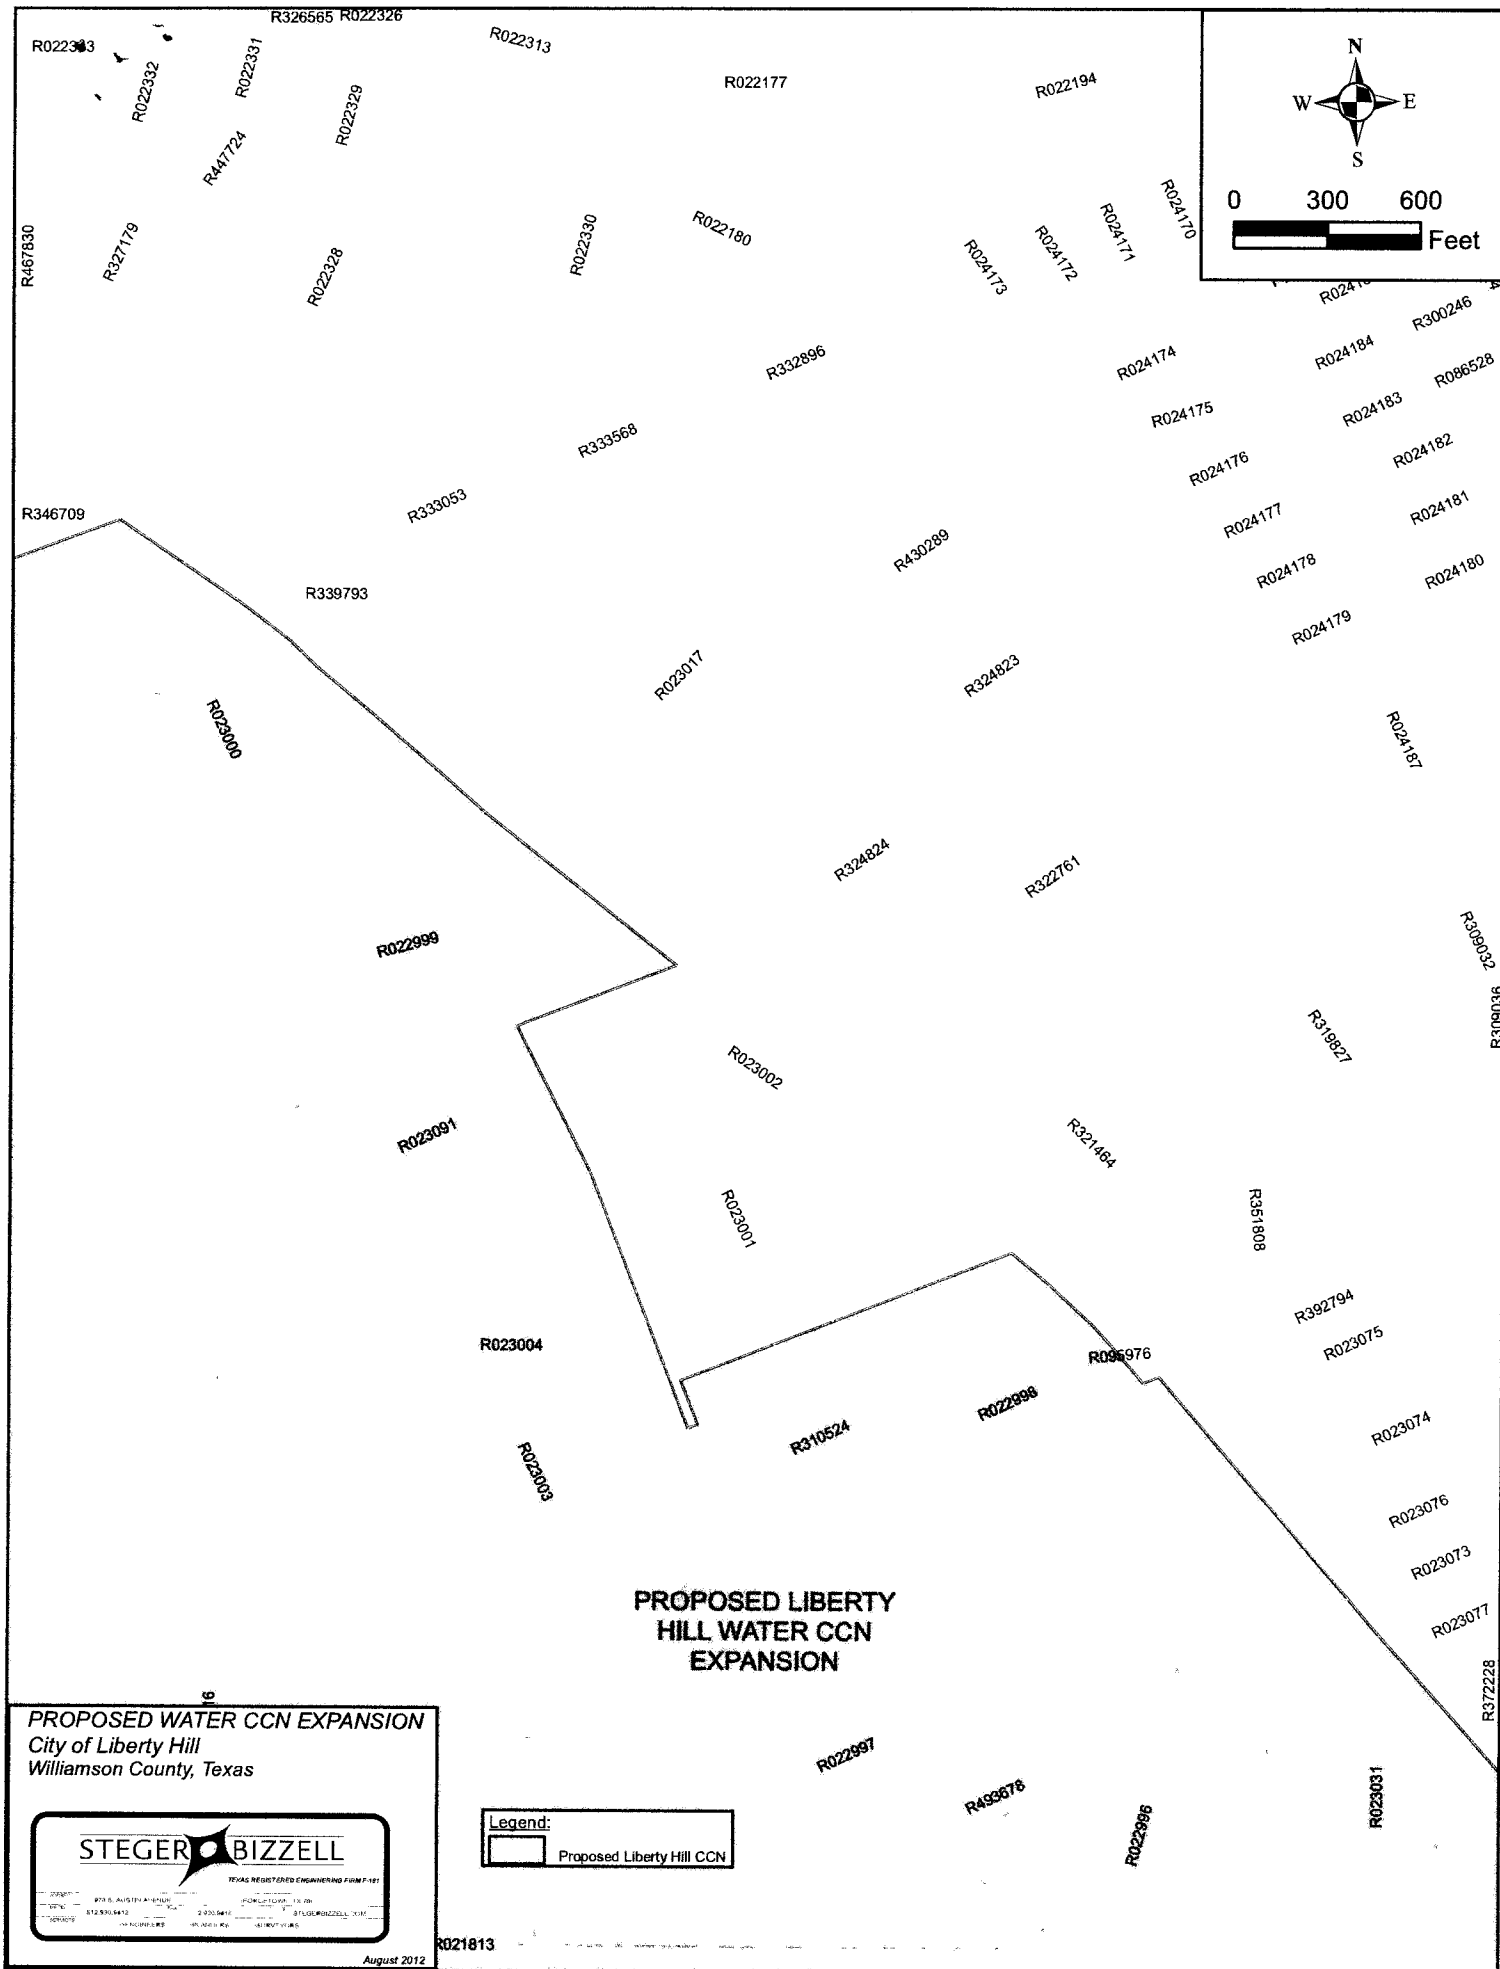 R326565 R022326
R022313
R022331
R022332
R022329
R022177
R022194
N
W E
S
0 300 600
Feet
R447724
R467830
R327179
R022328
R022330
R022180
R024173
R024172
R024171
R024170
R300246
R024184
R086528
R024183
R024182
R024181
R024180
R024174
R024175
R024176
R024177
R024178
R024179
R332896
R333568
R333053
R346709
R339793
R430289
R023017
R324823
R024187
R023000
R324824
R322761
R022999
R309032
R309036
R319827
R023002
R023091
R321464
R023001
R351808
R392794
R023075
R023004
R095976
R022998
R310524
R023074
R023003
R023076
R023073
R023077
R372228
PROPOSED LIBERTY
HILL WATER CCN
EXPANSION
R022997
R493678
R022996
R023031
PROPOSED WATER CCN EXPANSION
City of Liberty Hill
Williamson County, Texas
STEGER BIZZELL
TEXAS REGISTERED ENGINEERING FIRM F-181
August 2012
Legend:
Proposed Liberty Hill CCN
R021813